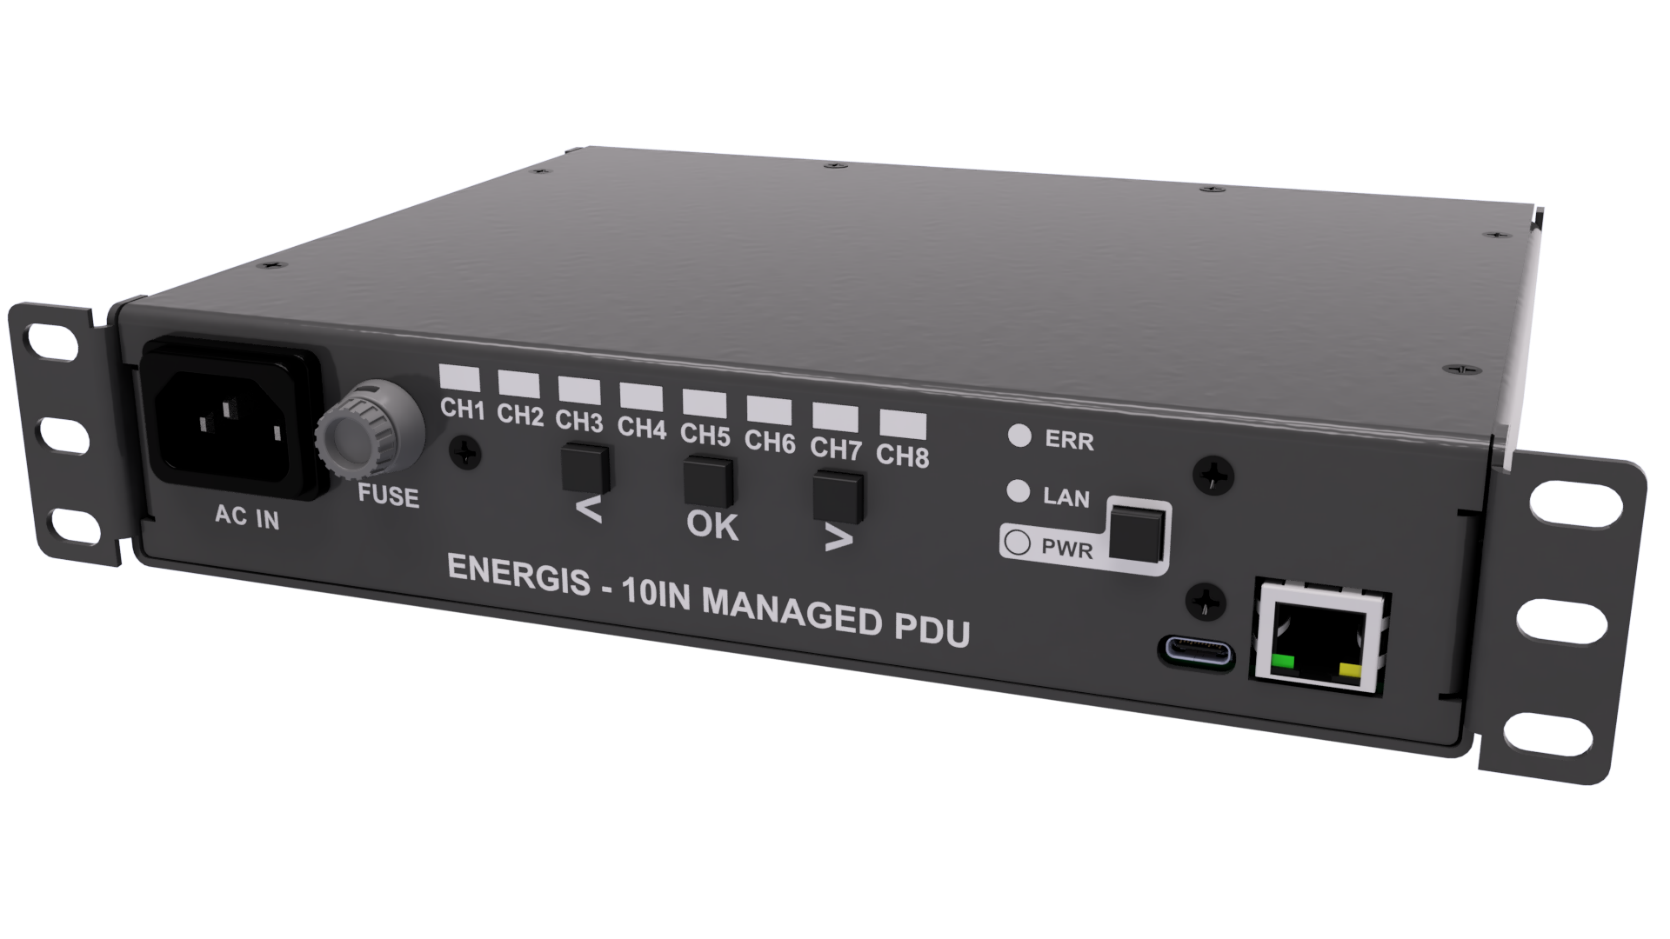 CH1 CH2 CH3 CH4 CH5 CH6 CH7 CH8
ERR
LAN
PWR
FUSE
AC IN
< OK >
ENERGIS - 10IN MANAGED PDU